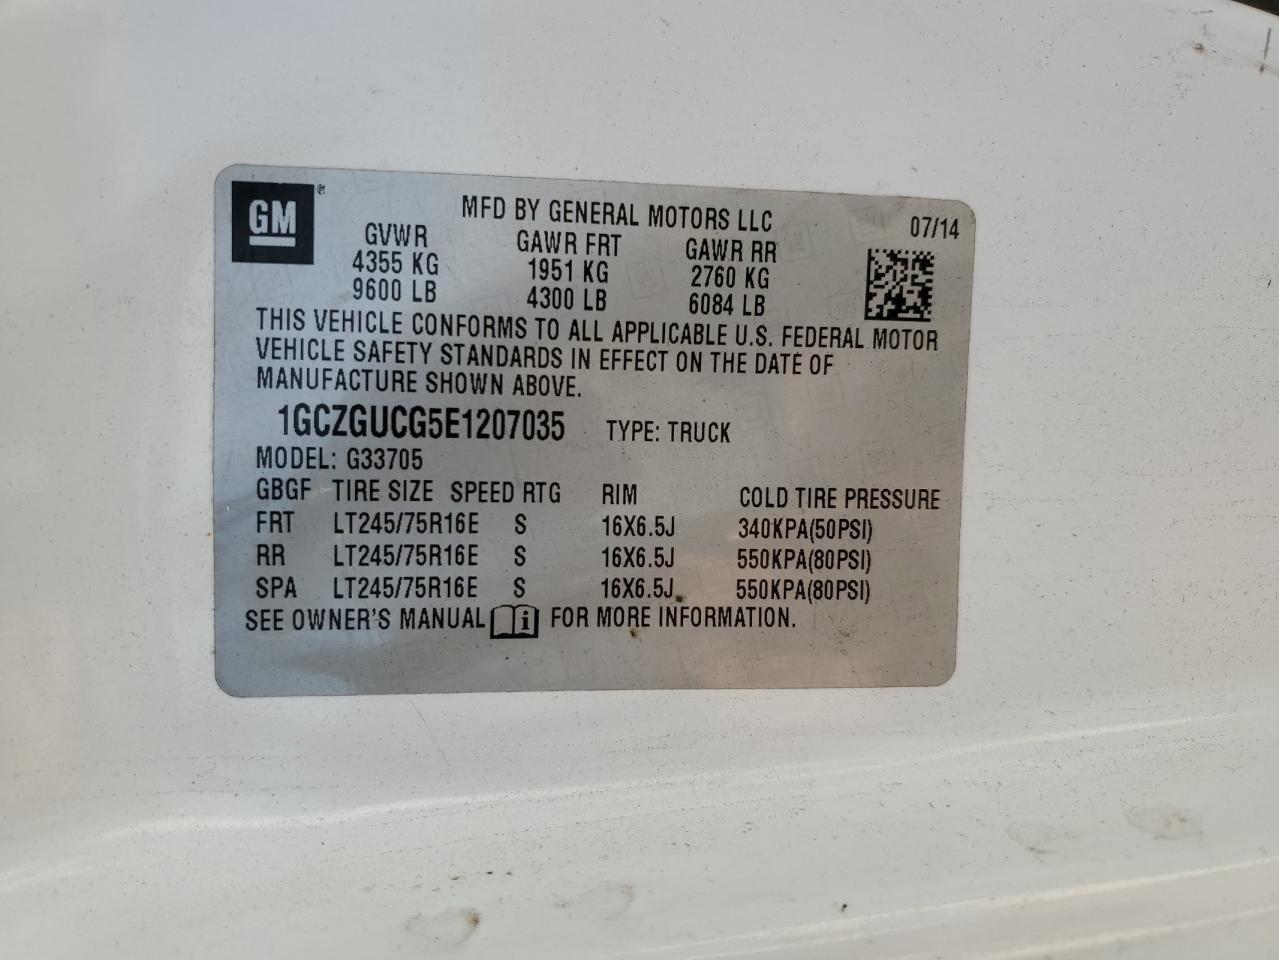 GM ®
MFD BY GENERAL MOTORS LLC 07/14
GVWR GAWR FRT GAWR RR
4355 KG 1951 KG 2760 KG
9600 LB 4300 LB 6084 LB
THIS VEHICLE CONFORMS TO ALL APPLICABLE U.S. FEDERAL MOTOR
VEHICLE SAFETY STANDARDS IN EFFECT ON THE DATE OF
MANUFACTURE SHOWN ABOVE.
1GCZGUCG5E1207035 TYPE: TRUCK
MODEL: G33705
GBGF TIRE SIZE SPEED RTG RIM COLD TIRE PRESSURE
FRT LT245/75R16E S 16X6.5J 340KPA(50PSI)
RR LT245/75R16E S 16X6.5J 550KPA(80PSI)
SPA LT245/75R16E S 16X6.5J 550KPA(80PSI)
SEE OWNER'S MANUAL i FOR MORE INFORMATION.